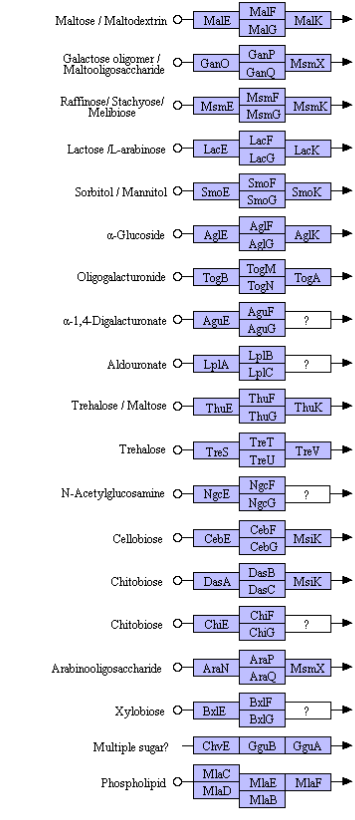 Maltose / Maltodextrin MalE MalF MalG MalK
Galactose oligomer / Maltooligosaccharide GanO GanP GanQ MsmX
Raffinose/ Stachyose/ Melibiose MsmE MsmF MsmG MsmK
Lactose /L-arabinose LacE LacF LacG LacK
Sorbitol / Mannitol SmoE SmoF SmoG SmoK
α-Glucoside AglE AglF AglG AglK
Oligogalacturonide TogB TogM TogN TogA
α-1,4-Digalacturonate AguE AguF AguG ?
Aldouronate LplA LplB LplC ?
Trehalose / Maltose ThuE ThuF ThuG ThuK
Trehalose TreS TreT TreU TreV
N-Acetylglucosamine NgcE NgcF NgcG ?
Cellobiose CebE CebF CebG MsiK
Chitobiose DasA DasB DasC MsiK
Chitobiose ChiE ChiF ChiG ?
Arabinooligosaccharide AraN AraP AraQ MsmX
Xylobiose BxlE BxlF BxlG ?
Multiple sugar? ChvE GguB GguA
Phospholipid MlaC MlaD MlaE MlaB MlaF